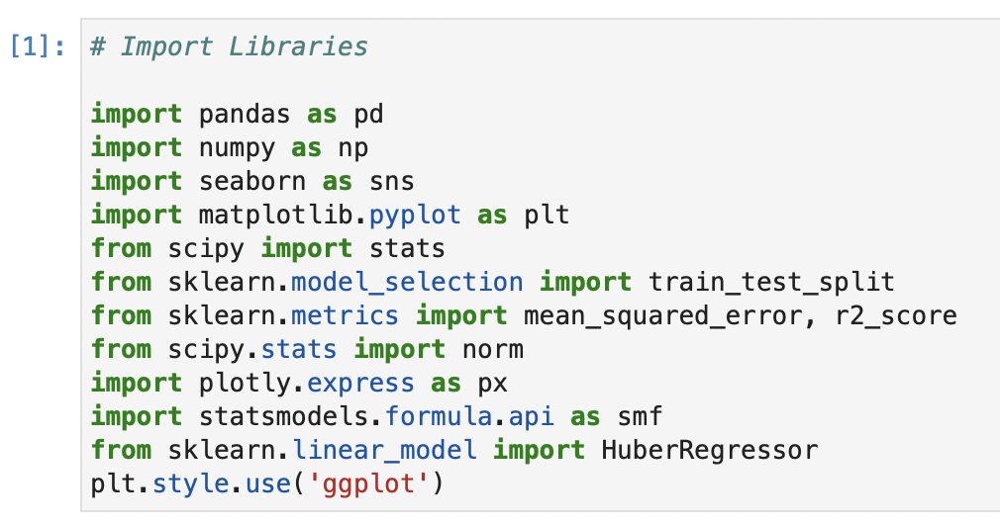 [1]: # Import Libraries
import pandas as pd
import numpy as np
import seaborn as sns
import matplotlib.pyplot as plt
from scipy import stats
from sklearn.model_selection import train_test_split
from sklearn.metrics import mean_squared_error, r2_score
from scipy.stats import norm
import plotly.express as px
import statsmodels.formula.api as smf
from sklearn.linear_model import HuberRegressor
plt.style.use('ggplot')